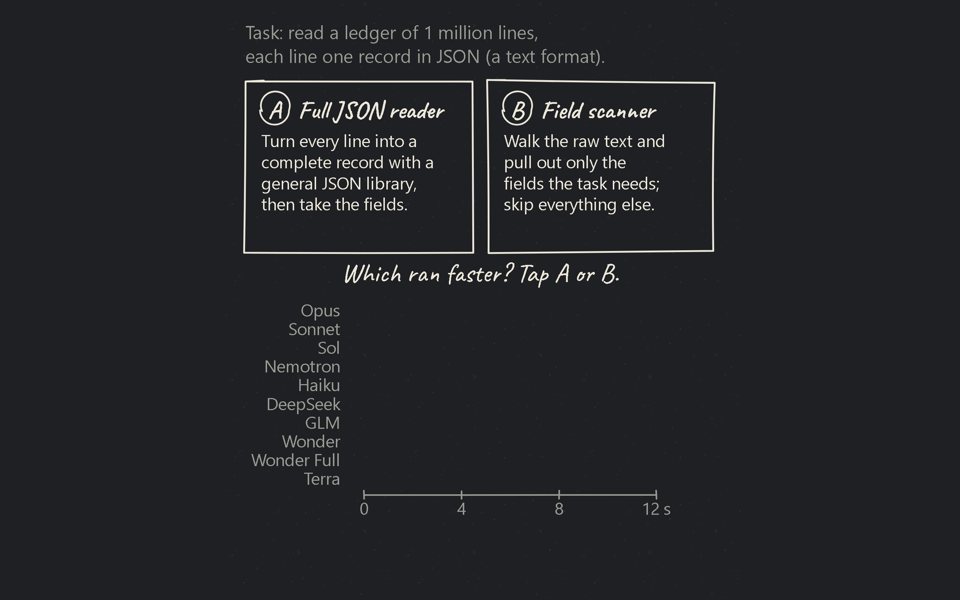 Task: read a ledger of 1 million lines,
each line one record in JSON (a text format).
A Full JSON reader
Turn every line into a
complete record with a
general JSON library,
then take the fields.
B Field scanner
Walk the raw text and
pull out only the
fields the task needs;
skip everything else.
Which ran faster? Tap A or B.
Opus
Sonnet
Sol
Nemotron
Haiku
DeepSeek
GLM
Wonder
Wonder Full
Terra
0 4 8 12 s